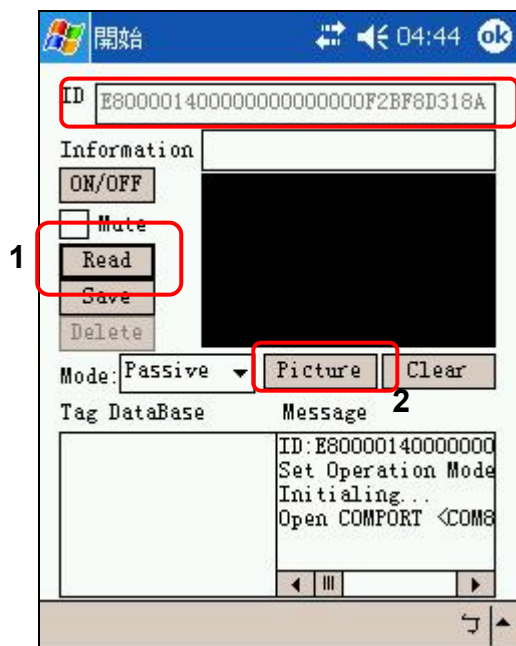 開始 04:44 ok
ID E8000014000000000000000F2BF8D318A
Information
ON/OFF
Mute
1
Read
Save
Delete
Mode: Passive Picture Clear
2
Tag DataBase Message
ID:E80000140000000
Set Operation Mode
Initialing...
Open COMPORT <COM8
ㄅ